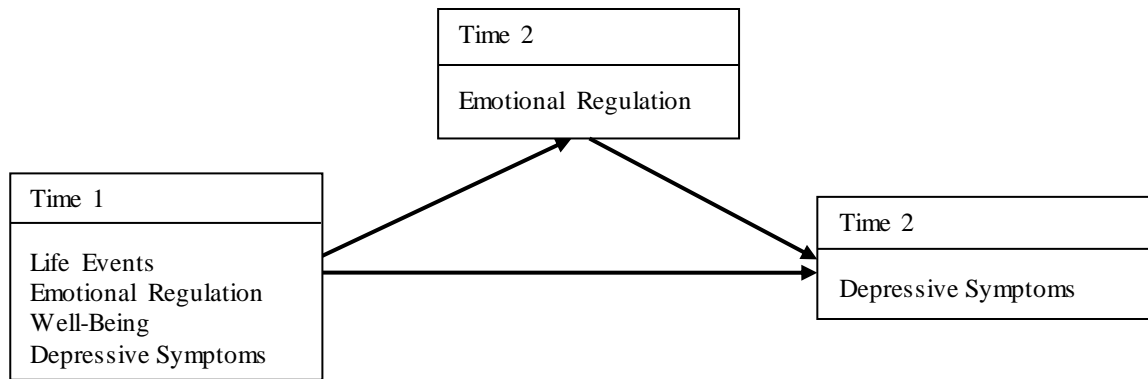 Time 2
Emotional Regulation
Time 1
Life Events
Emotional Regulation
Well-Being
Depressive Symptoms
Time 2
Depressive Symptoms